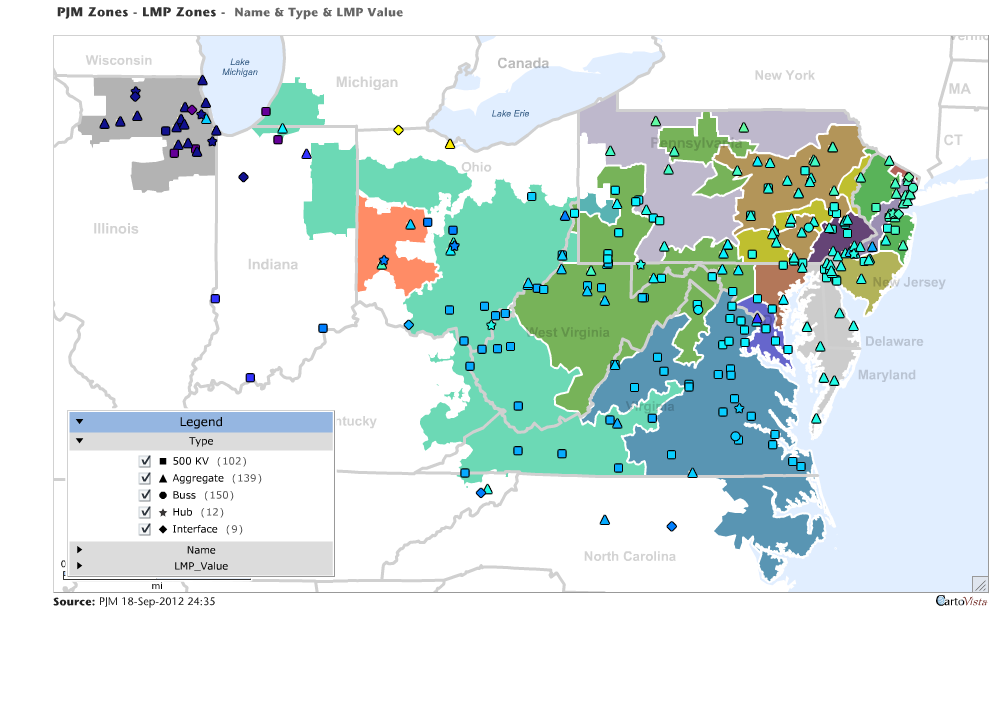 PJM Zones - LMP Zones - Name & Type & LMP Value
Wisconsin
Lake
Michigan
Michigan
Canada
New York
MA
CT
Lake Erie
Pennsylvania
Ohio
Illinois
Indiana
New Jersey
West Virginia
Delaware
Maryland
Virginia
ntucky
North Carolina
Legend
Type
500 KV (102)
Aggregate (139)
Buss (150)
Hub (12)
Interface (9)
Name
LMP_Value
0
mi
Source: PJM 18-Sep-2012 24:35
CartoVista